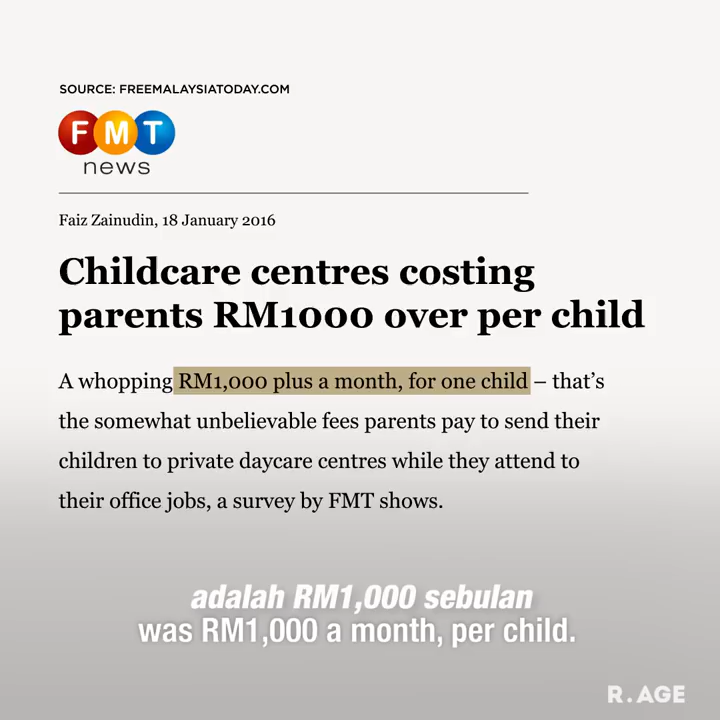 SOURCE: FREEMALAYSIATODAY.COM
FMT
news
Faiz Zainudin, 18 January 2016
Childcare centres costing
parents RM1000 over per child
A whopping RM1,000 plus a month, for one child – that’s
the somewhat unbelievable fees parents pay to send their
children to private daycare centres while they attend to
their office jobs, a survey by FMT shows.
adalah RM1,000 sebulan
was RM1,000 a month, per child.
R.AGE